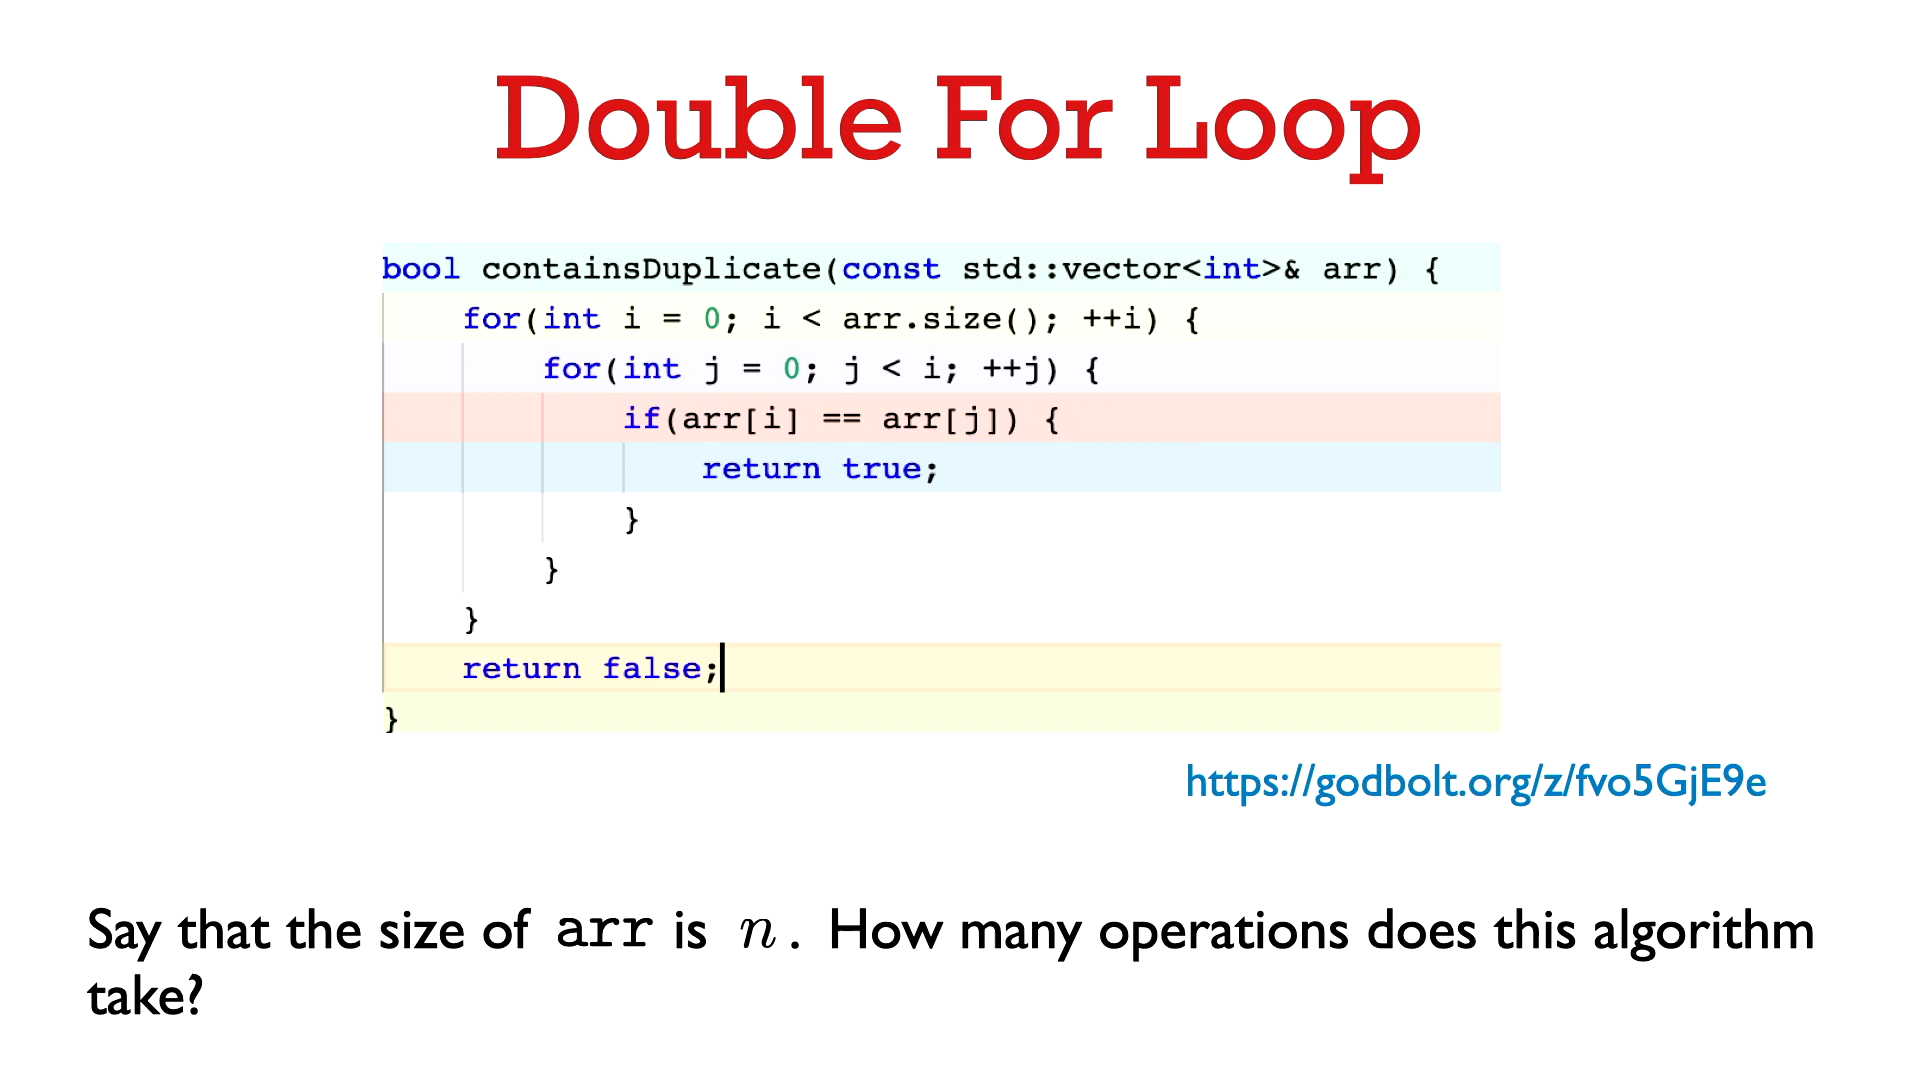 Double For Loop
bool containsDuplicate(const std::vector<int>& arr) {
    for(int i = 0; i < arr.size(); ++i) {
        for(int j = 0; j < i; ++j) {
            if(arr[i] == arr[j]) {
                return true;
            }
        }
    }
    return false;
}
https://godbolt.org/z/fvo5GjE9e
Say that the size of arr is n. How many operations does this algorithm
take?